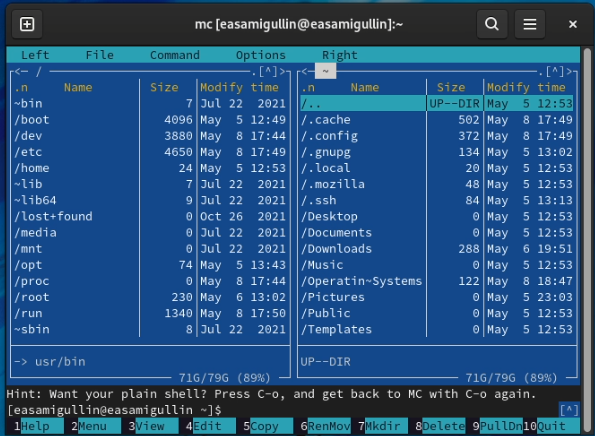 mc [easamigullin@easamigullin]:~
Left File Command Options Right
<— / .[^]> <— ~ .[^]>
.n Name Size Modify time .n Name Size Modify time
~bin 7 Jul 22 2021 /.. UP--DIR May 5 12:53
/boot 4096 May 5 12:49 /.cache 502 May 8 17:49
/dev 3880 May 8 17:44 /.config 372 May 8 17:49
/etc 4650 May 8 17:49 /.gnupg 134 May 5 13:02
/home 24 May 5 12:53 /.local 20 May 5 12:53
~lib 7 Jul 22 2021 /.mozilla 48 May 5 12:53
~lib64 9 Jul 22 2021 /.ssh 84 May 5 13:13
/lost+found 0 Oct 26 2021 /Desktop 0 May 5 12:53
/media 0 Jul 22 2021 /Documents 0 May 5 12:53
/mnt 0 Jul 22 2021 /Downloads 288 May 6 19:51
/opt 74 May 5 13:43 /Music 0 May 5 12:53
/proc 0 May 8 17:44 /Operatin~Systems 122 May 8 18:47
/root 230 May 6 13:02 /Pictures 0 May 5 23:03
/run 1340 May 8 17:50 /Public 0 May 5 12:53
~sbin 8 Jul 22 2021 /Templates 0 May 5 12:53
-> usr/bin UP--DIR
71G/79G (89%) 71G/79G (89%)
Hint: Want your plain shell? Press C-o, and get back to MC with C-o again.
[easamigullin@easamigullin ~]$ [^]
1Help 2Menu 3View 4Edit 5Copy 6RenMov 7Mkdir 8Delete 9PullDn 10Quit